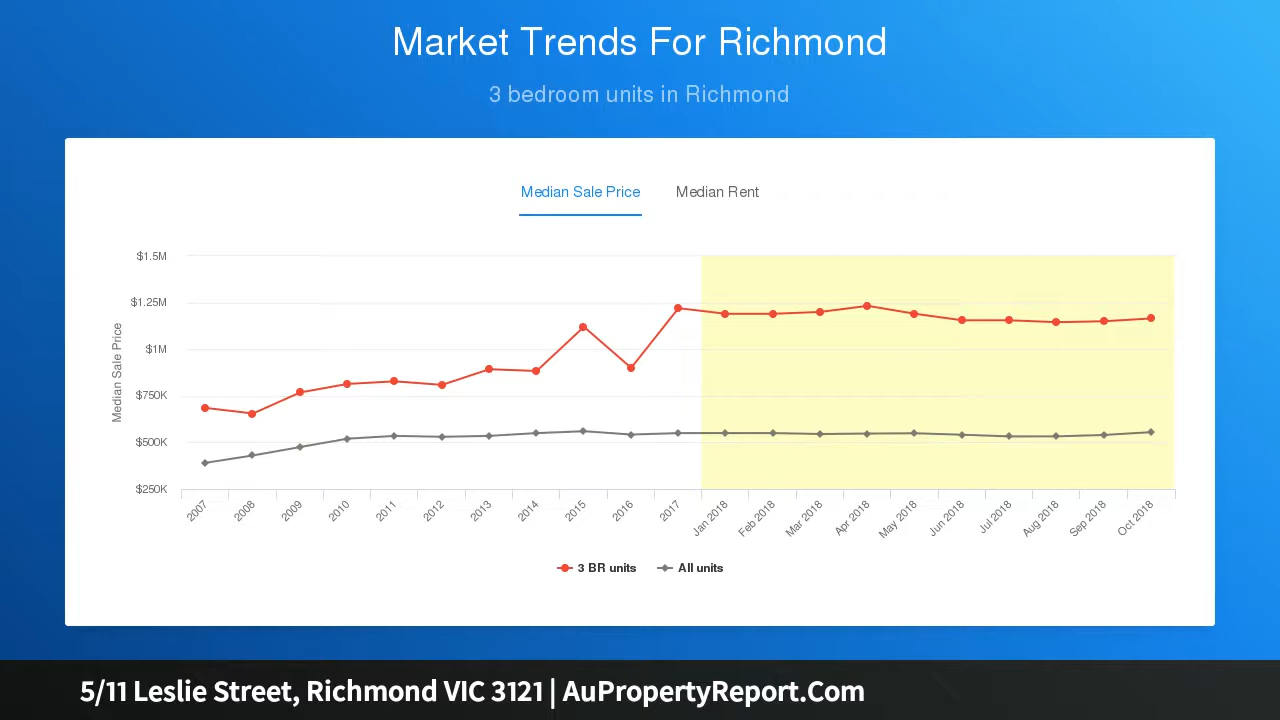 Market Trends For Richmond
3 bedroom units in Richmond
Median Sale Price Median Rent
$1.5M
$1.25M
$1M
$750K
$500K
$250K
Median Sale Price
2007 2008 2009 2010 2011 2012 2013 2014 2015 2016 2017 Jan 2018 Feb 2018 Mar 2018 Apr 2018 May 2018 Jun 2018 Jul 2018 Aug 2018 Sep 2018 Oct 2018
3 BR units All units
5/11 Leslie Street, Richmond VIC 3121 | AuPropertyReport.Com